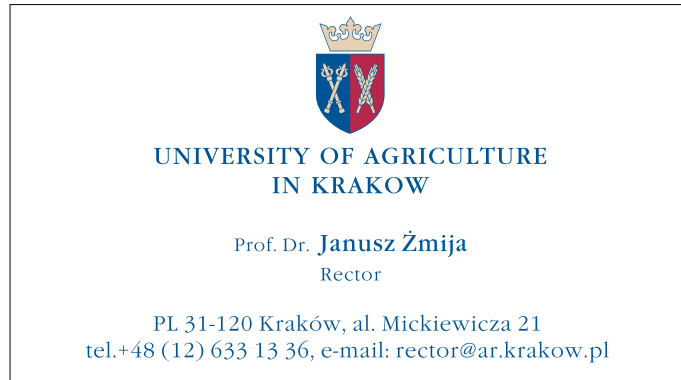 UNIVERSITY OF AGRICULTURE
IN KRAKOW
Prof. Dr. Janusz Żmija
Rector
PL 31-120 Kraków, al. Mickiewicza 21
tel.+48 (12) 633 13 36, e-mail: rector@ar.krakow.pl